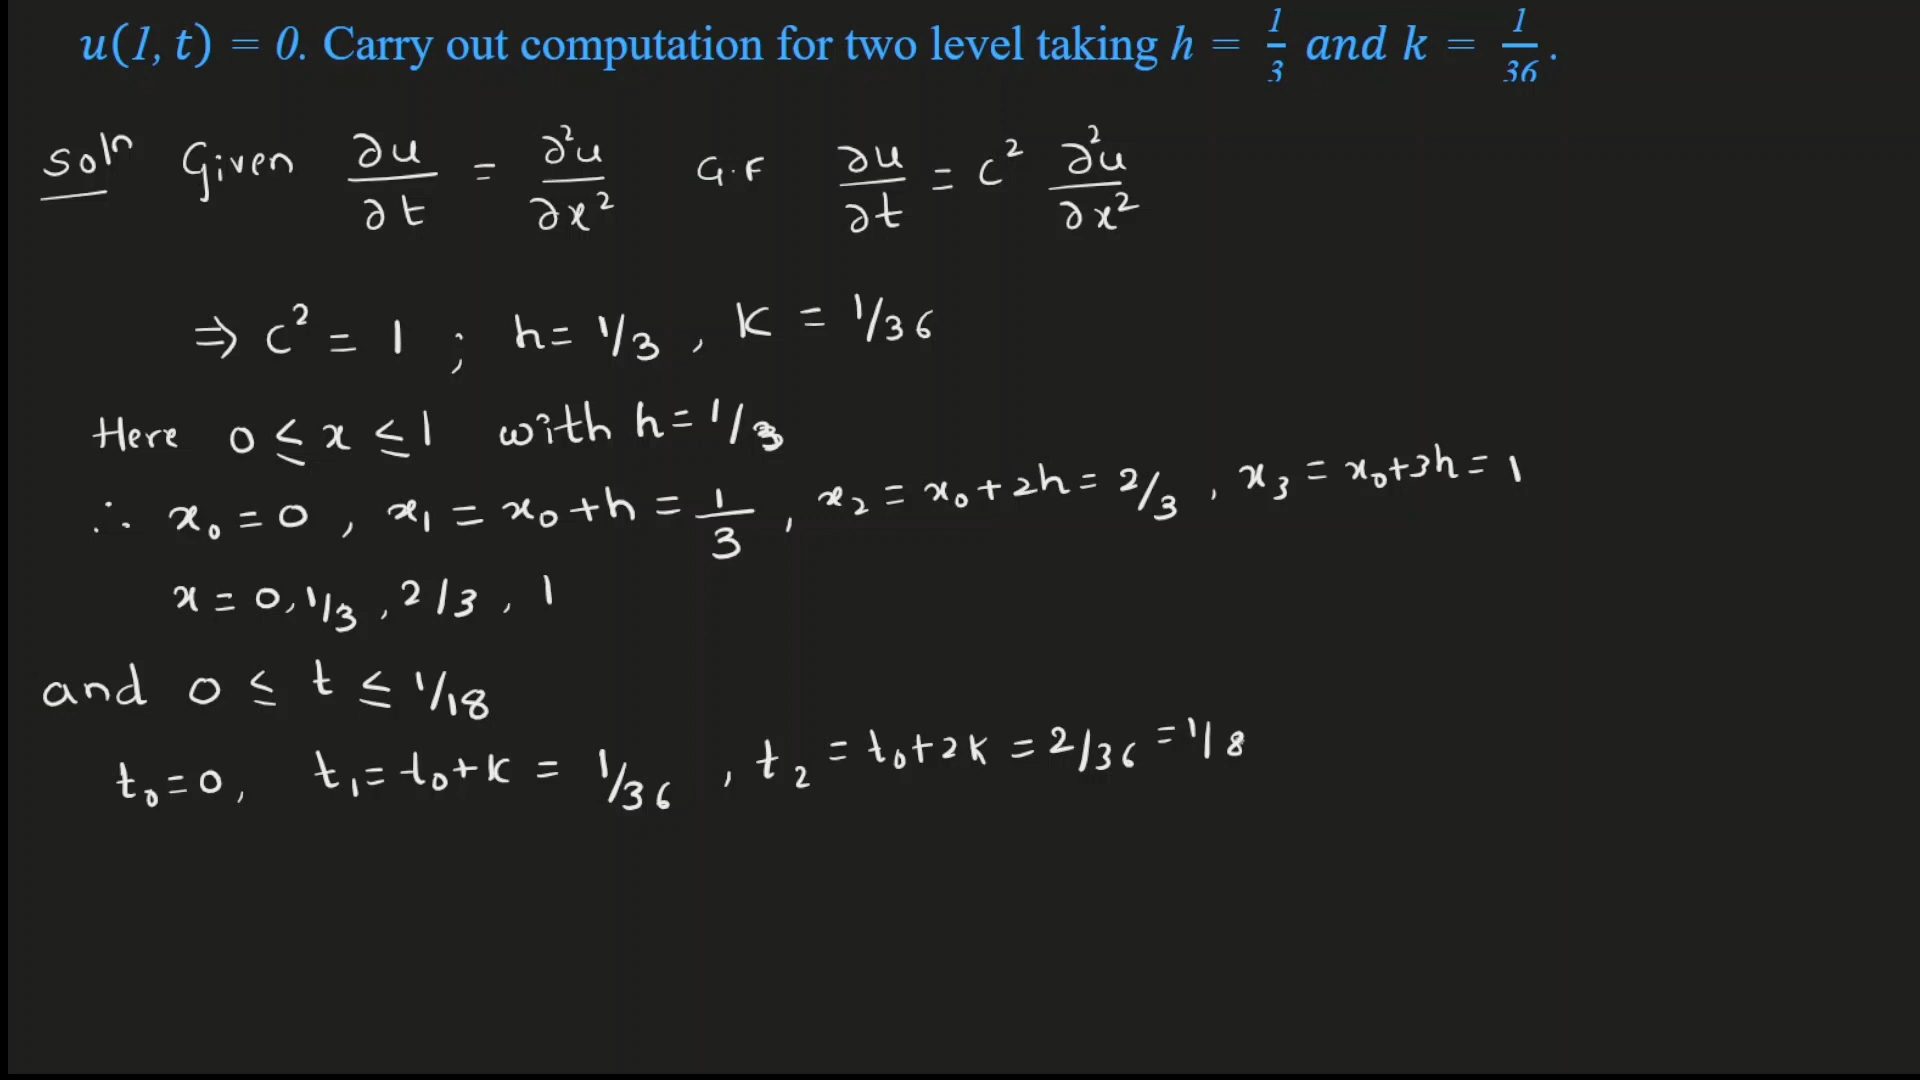 u(1, t) = 0. Carry out computation for two level taking h = 1/3 and k = 1/36.
Soln Given ∂u/∂t = ∂²u/∂x² G.F ∂u/∂t = c² ∂²u/∂x²
⇒ c² = 1 ; h = 1/3 , K = 1/36
Here 0 ≤ x ≤ 1 with h = 1/3
∴ x₀ = 0 , x₁ = x₀ + h = 1/3 , x₂ = x₀ + 2h = 2/3 , x₃ = x₀ + 3h = 1
x = 0, 1/3 , 2/3 , 1
and 0 ≤ t ≤ 1/18
t₀ = 0, t₁ = t₀ + K = 1/36 , t₂ = t₀ + 2K = 2/36 = 1/8